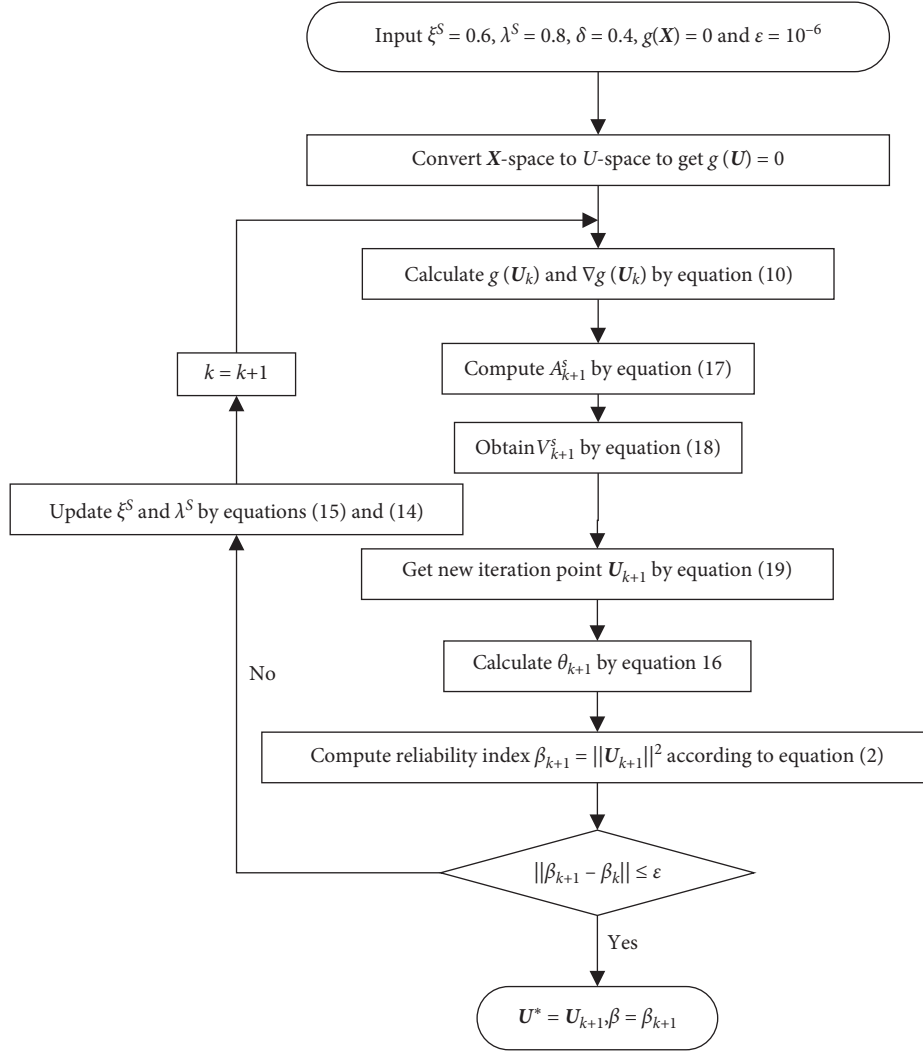 Input ξ^S = 0.6, λ^S = 0.8, δ = 0.4, g(X) = 0 and ε = 10^–6
Convert X-space to U-space to get g (U) = 0
Calculate g (U_k) and ∇g (U_k) by equation (10)
Compute A^s_{k+1} by equation (17)
k = k+1
Obtain V^s_{k+1} by equation (18)
Update ξ^S and λ^S by equations (15) and (14)
Get new iteration point U_{k+1} by equation (19)
Calculate θ_{k+1} by equation 16
No
Compute reliability index β_{k+1} = ||U_{k+1}||^2 according to equation (2)
||β_{k+1} – β_k|| ≤ ε
Yes
U* = U_{k+1},β = β_{k+1}